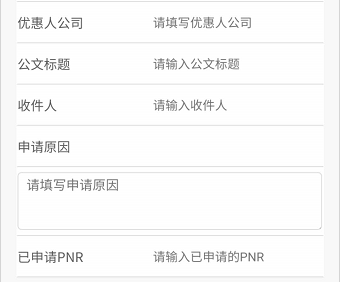 优惠人公司 请填写优惠人公司
公文标题 请输入公文标题
收件人 请输入收件人
申请原因
请填写申请原因
已申请PNR 请输入已申请的PNR